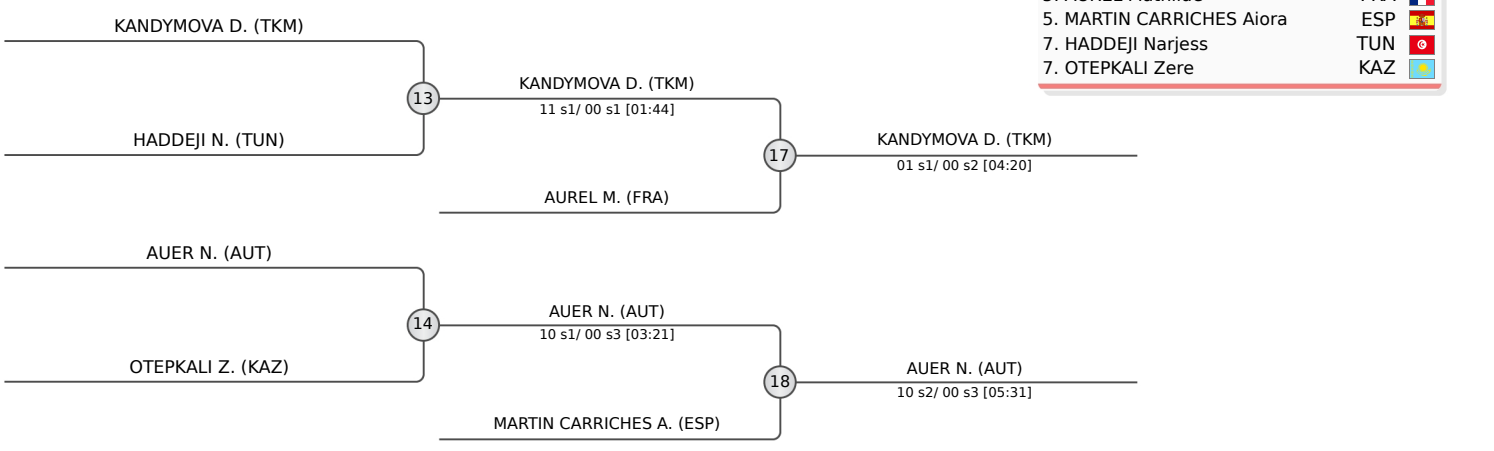 KANDYMOVA D. (TKM)
HADDEJI N. (TUN)
13
KANDYMOVA D. (TKM)
11 s1/ 00 s1 [01:44]
AUREL M. (FRA)
17
KANDYMOVA D. (TKM)
01 s1/ 00 s2 [04:20]
AUER N. (AUT)
OTEPKALI Z. (KAZ)
14
AUER N. (AUT)
10 s1/ 00 s3 [03:21]
MARTIN CARRICHES A. (ESP)
18
AUER N. (AUT)
10 s2/ 00 s3 [05:31]
5. MARTIN CARRICHES Aiora ESP
7. HADDEJI Narjess TUN
7. OTEPKALI Zere KAZ